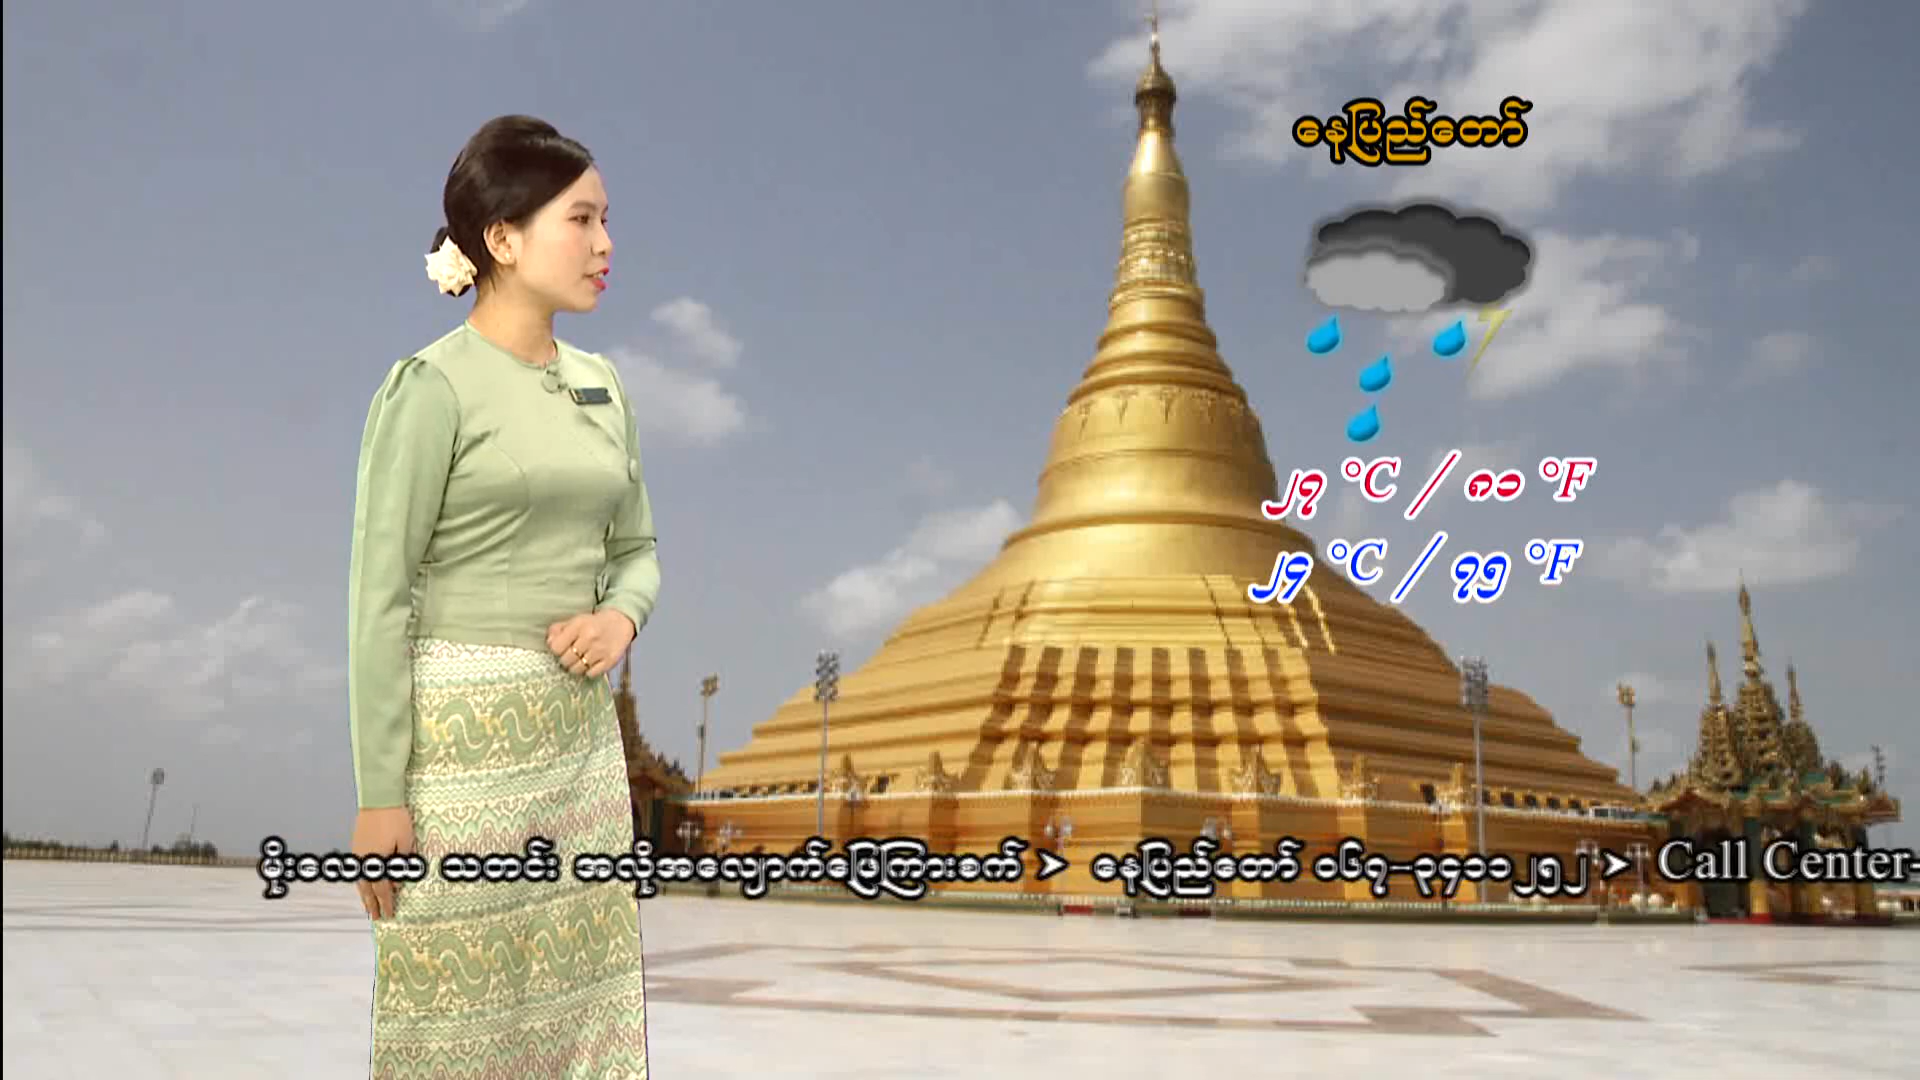 နေပြည်တော်
၂၇ °C / ၈၁ °F
၂၄ °C / ၇၅ °F
မိုးလေဝသ သတင်း အလိုအလျောက်ဖြေကြားစက် > နေပြည်တော် ၀၆၇-၃၄၁၁၂၅၂ > Call Center-